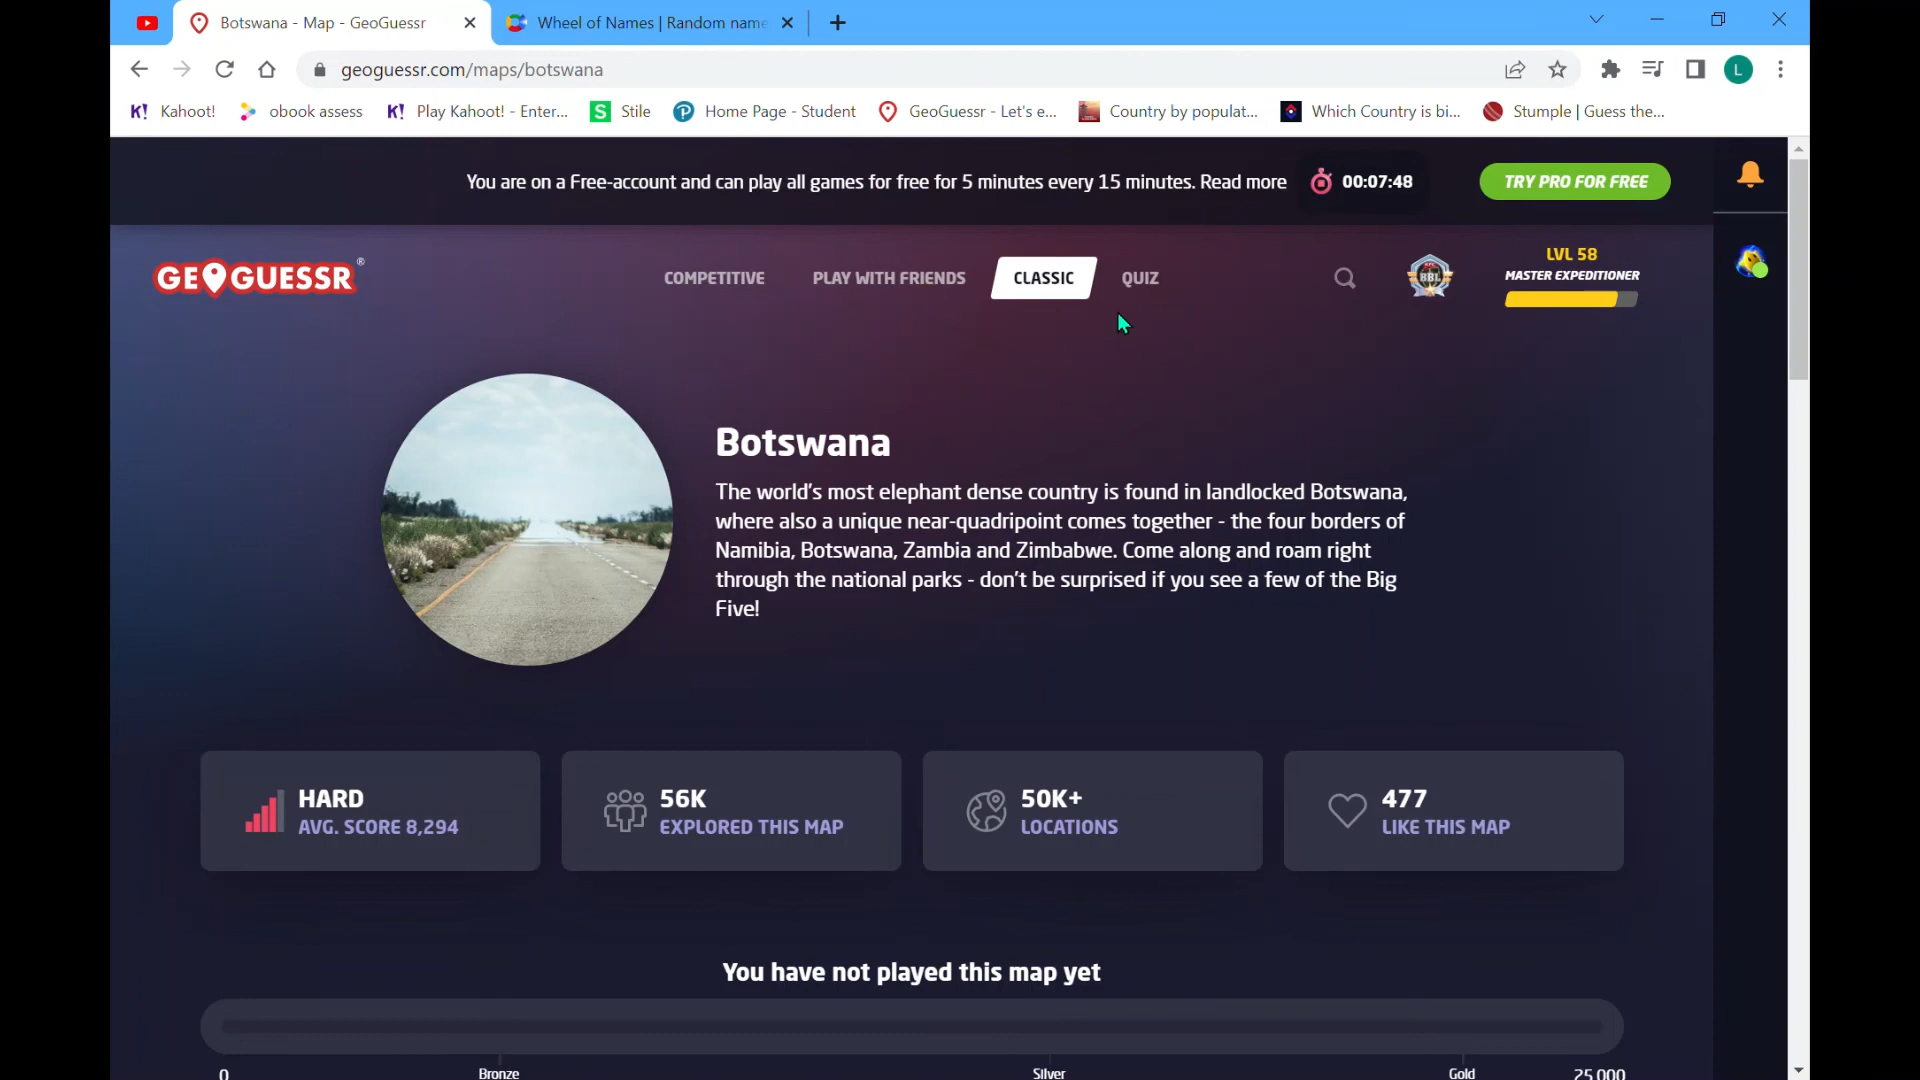 Botswana - Map - GeoGuessr
Wheel of Names | Random name
geoguessr.com/maps/botswana
L
K! Kahoot!
obook assess
K! Play Kahoot! - Enter...
S Stile
P Home Page - Student
GeoGuessr - Let's e...
Country by populat...
Which Country is bi...
Stumple | Guess the...
You are on a Free-account and can play all games for free for 5 minutes every 15 minutes. Read more
00:07:48
TRY PRO FOR FREE
GEOGUESSR®
COMPETITIVE
PLAY WITH FRIENDS
CLASSIC
QUIZ
BBL
LVL 58
MASTER EXPEDITIONER
Botswana
The world's most elephant dense country is found in landlocked Botswana,
where also a unique near-quadripoint comes together - the four borders of
Namibia, Botswana, Zambia and Zimbabwe. Come along and roam right
through the national parks - don't be surprised if you see a few of the Big
Five!
HARD
AVG. SCORE 8,294
56K
EXPLORED THIS MAP
50K+
LOCATIONS
477
LIKE THIS MAP
You have not played this map yet
0
Bronze
Silver
Gold
25 000